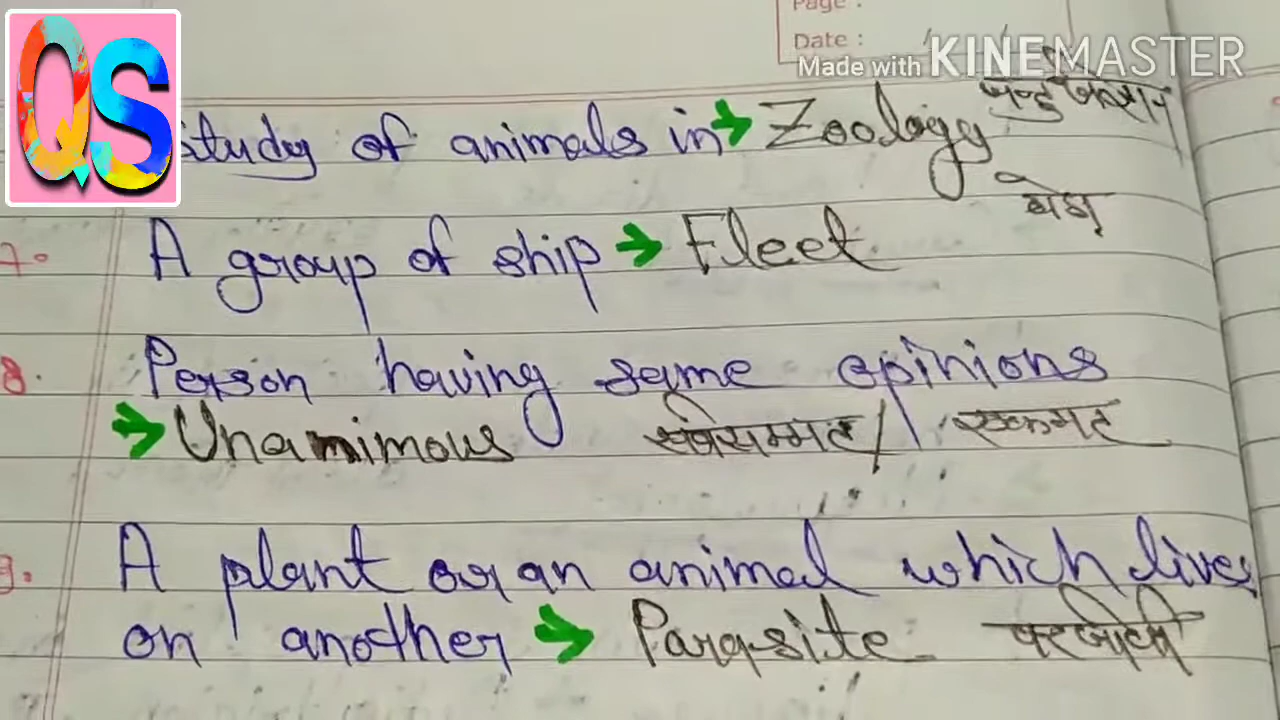 Page :
Date :
Made with KINEMASTER
QS
Study of animals in → Zoology जन्तु विज्ञान
7. A group of ship → Fleet बेड़ा
8. Person having same opinions
→ Unanimous सर्वसम्मत / एकमत
9. A plant or an animal which lives
on another → Parasite परजीवी